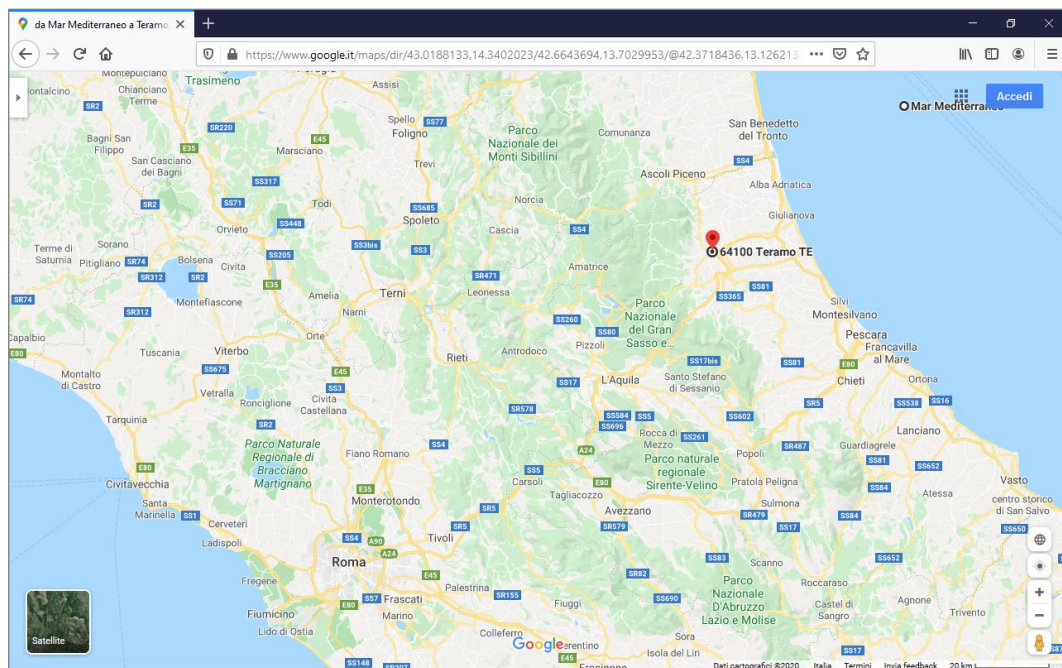 da Mar Mediterraneo a Teramo,
https://www.google.it/maps/dir/43.0188133,14.3402023/42.6643694,13.7029953/@42.3718436,13.126213
Accedi
Mar Mediterraneo
Montepulciano
Trasimeno
Assisi
Chianciano
Terme
SR2
Spello
Foligno
SS77
Parco
Nazionale dei
Monti Sibillini
Comunanza
San Benedetto
del Tronto
Bagni San
Filippo
SR220
E45
E35
Marsciano
San Casciano
dei Bagni
Trevi
Ascoli Piceno
SS4
Alba Adriatica
SS317
SR2
SS71
Todi
SS685
Norcia
Giulianova
Orvieto
SS448
Spoleto
SS4
Cascia
Terme di
Saturnia
Sorano
Pitigliano
SR74
Bolsena
Civita
SS3bis
SS3
SS205
64100 Teramo TE
SR312
SR2
E35
SR471
Amatrice
SS81
Leonessa
SS365
SR74
Montefiascone
Amelia
Terni
Narni
SR312
Parco
Nazionale
del Gran
Sasso e...
Silvi
Montesilvano
SS260
SS80
Pizzoli
Pescara
Capalbio
E80
Tuscania
Viterbo
Orte
Rieti
Antrodoco
Francavilla
al Mare
SS675
E45
SS17bis
SS81
E80
Montalto
di Castro
Vetralla
SS3
SS17
L'Aquila
Santo Stefano
di Sessanio
Chieti
Ortona
Ronciglione
Civita
Castellana
SR578
SS584
SS5
SS602
SR5
SS538
SS16
Tarquinia
SR2
SS696
Rocca di
Mezzo
SS261
Lanciano
Parco Naturale
Regionale di
Bracciano
Martignano
SS4
Fiano Romano
A24
Popoli
SR487
Guardiagrele
SS81
SS652
E80
SS5
Carsoli
Parco naturale
regionale
Sirente-Velino
Civitavecchia
E35
E80
Pratola Peligna
SS84
Vasto
Tagliacozzo
Atessa
centro storico
di San Salvo
Santa
Marinella
SS1
Monterotondo
SR5
Avezzano
Sulmona
Cerveteri
SR5
SR579
SR479
SS17
SS84
SS650
Ladispoli
SS4
A90
A24
Tivoli
Roma
SS83
SS652
Scanno
Fregene
E45
SR82
Parco
Nazionale
D'Abruzzo
Lazio e Molise
Roccaraso
Palestrina
SR155
Fiuggi
SS690
Agnone
Fiumicino
E80
SS7
Frascati
Marino
Castel di
Sangro
Trivento
Lido di Ostia
Colleferro
Sora
Satellite
Google
Isola del Liri
SS17
SS148
Dati cartografici ©2020
Italia
Termini
Invia feedback
20 km